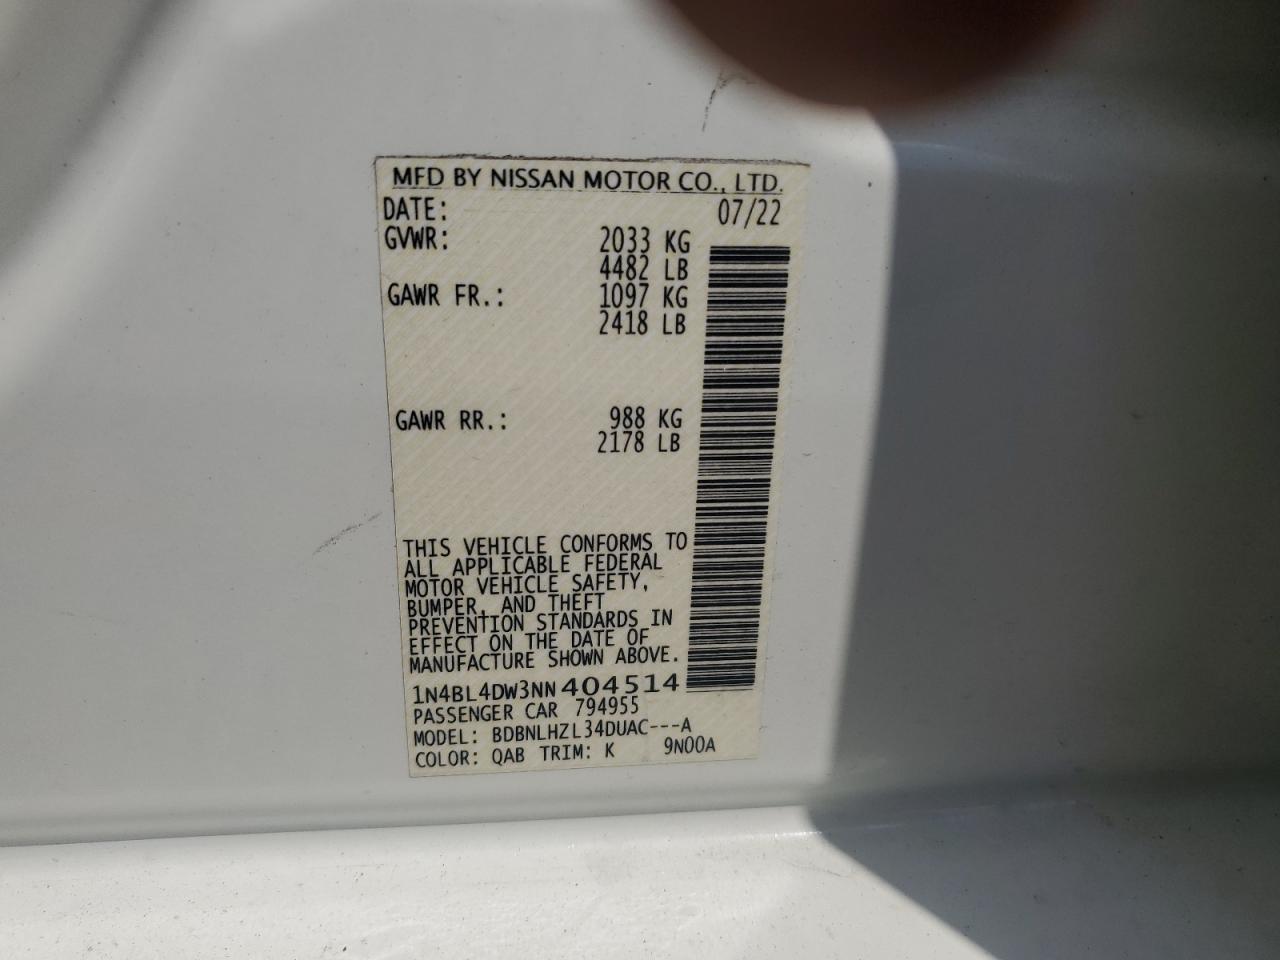 MFD BY NISSAN MOTOR CO., LTD.
DATE: 07/22
GVWR: 2033 KG
4482 LB
GAWR FR.: 1097 KG
2418 LB
GAWR RR.: 988 KG
2178 LB
THIS VEHICLE CONFORMS TO
ALL APPLICABLE FEDERAL
MOTOR VEHICLE SAFETY,
BUMPER, AND THEFT
PREVENTION STANDARDS IN
EFFECT ON THE DATE OF
MANUFACTURE SHOWN ABOVE.
1N4BL4DW3NN404514
PASSENGER CAR 794955
MODEL: BDBNLHZL34DUAC---A
COLOR: QAB TRIM: K 9N00A